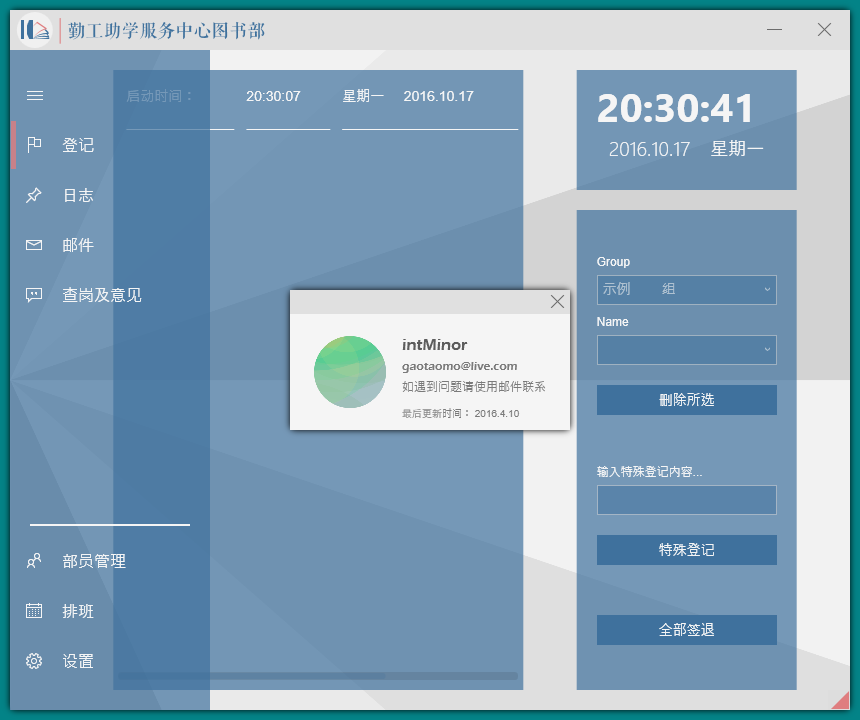 勤工助学服务中心图书部
登记
日志
邮件
查岗及意见
部员管理
排班
设置
启动时间： 20:30:07 星期一 2016.10.17
20:30:41
2016.10.17 星期一
Group
示例 组
Name
删除所选
输入特殊登记内容...
特殊登记
全部签退
intMinor
gaotaomo@live.com
如遇到问题请使用邮件联系
最后更新时间： 2016.4.10